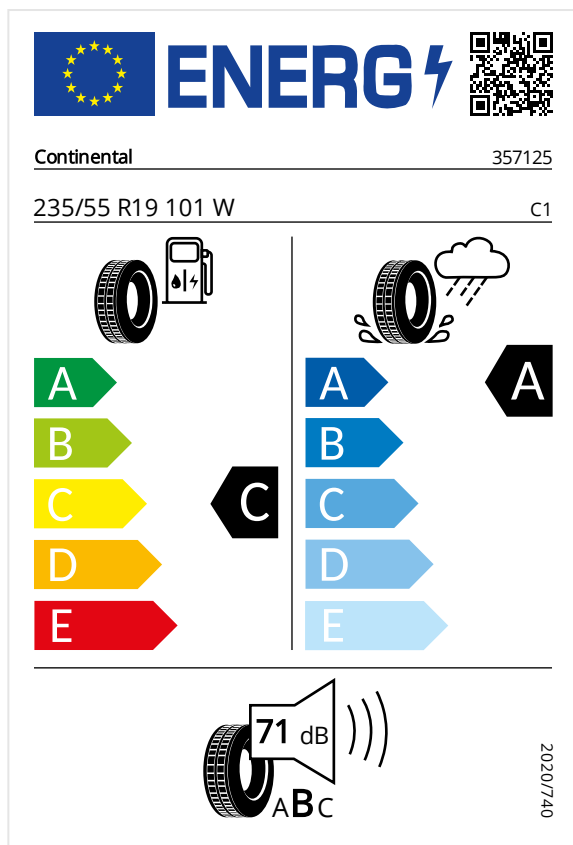 ENERG
Continental 357125
235/55 R19 101 W C1
A
B
C
D
E
C
A
B
C
D
E
A
71 dB
ABC
2020/740